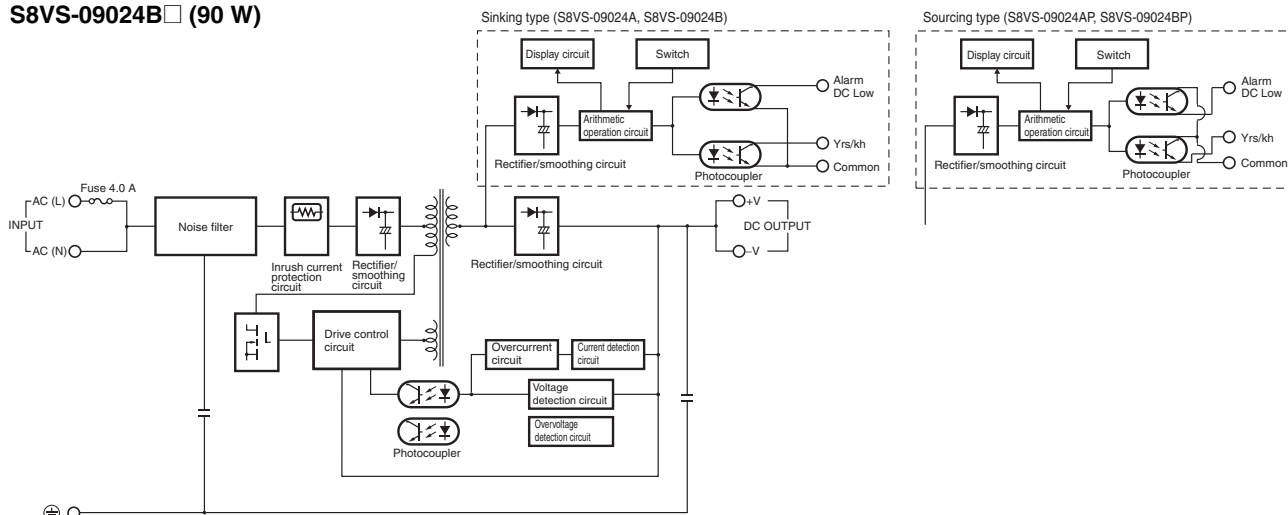 S8VS-09024B□ (90 W)
Sinking type (S8VS-09024A, S8VS-09024B)
Display circuit
Switch
Arithmetic
operation circuit
Rectifier/smoothing circuit
Photocoupler
Alarm
DC Low
Yrs/kh
Common
Sourcing type (S8VS-09024AP, S8VS-09024BP)
Display circuit
Switch
Arithmetic
operation circuit
Rectifier/smoothing circuit
Photocoupler
Alarm
DC Low
Yrs/kh
Common
Fuse 4.0 A
AC (L)
INPUT
AC (N)
Noise filter
Inrush current
protection
circuit
Rectifier/
smoothing
circuit
Rectifier/smoothing circuit
+V
DC OUTPUT
–V
Drive control
circuit
Overcurrent
circuit
Current detection
circuit
Voltage
detection circuit
Overvoltage
detection circuit
Photocoupler